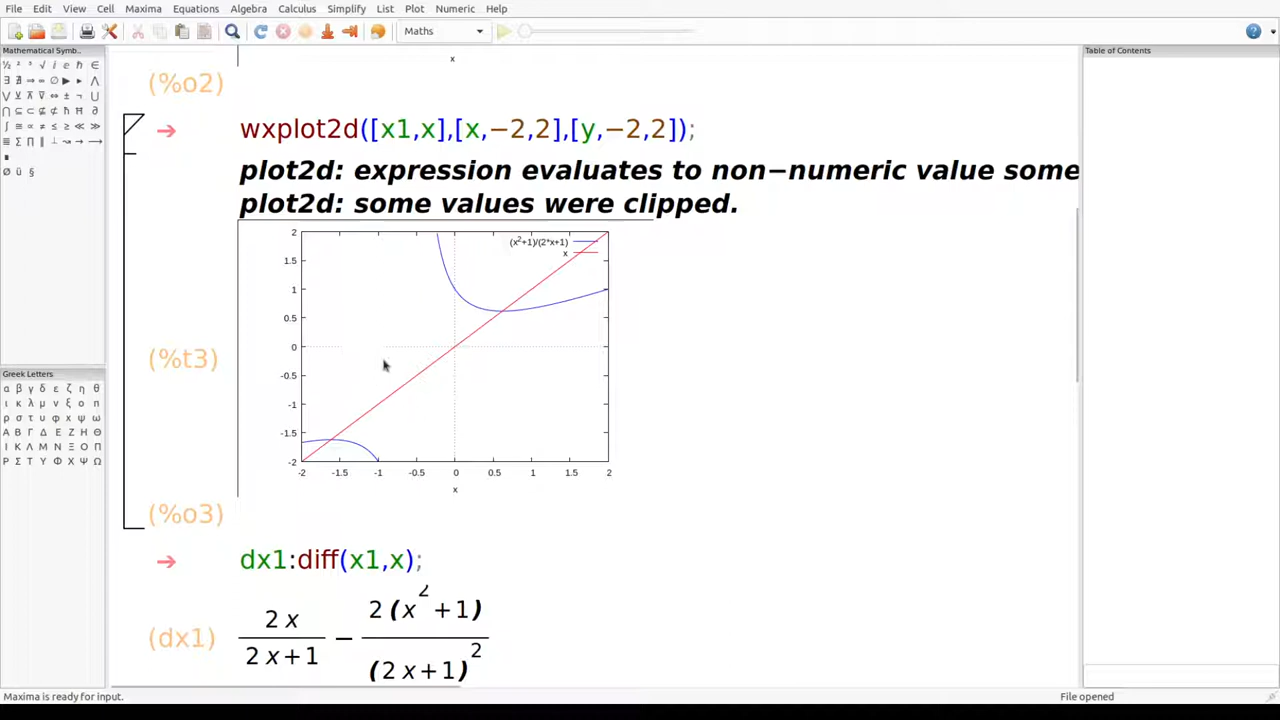 File Edit View Cell Maxima Equations Algebra Calculus Simplify List Plot Numeric Help
Maths
Mathematical Symb..
Table of Contents
½ ² ³ √ ⅈ ⅇ ℏ ∈
∃ ∄ ⇒ ∞ ∅ ▶ ▸ ⋀
⋁ ⊻ ⊼ ⊽ ⇔ ± ¬ ⋃
⋂ ⊆ ⊂ ⊈ ⊄ ħ Ħ ∂
∫ ≅ ∝ ≠ ≤ ≥ ≪ ≫
≣ ∑ ∏ ∥ ⟂ ↝ → ⟶
∎
Ø ü §
x
(%o2)
➔ wxplot2d([x1,x],[x,−2,2],[y,−2,2]);
plot2d: expression evaluates to non−numeric value some
plot2d: some values were clipped.
(x²+1)/(2*x+1)
x
2
1.5
1
0.5
0
-0.5
-1
-1.5
-2
-2 -1.5 -1 -0.5 0 0.5 1 1.5 2
x
(%t3)
(%o3)
Greek Letters
α β γ δ ε ζ η θ
ι κ λ μ ν ξ ο π
ρ σ τ υ φ χ ψ ω
Α Β Γ Δ Ε Ζ Η Θ
Ι Κ Λ Μ Ν Ξ Ο Π
Ρ Σ Τ Υ Φ Χ Ψ Ω
➔ dx1:diff(x1,x);
(dx1) 2 x/(2 x+1) − 2 (x²+1)/(2 x+1)²
Maxima is ready for input.
File opened